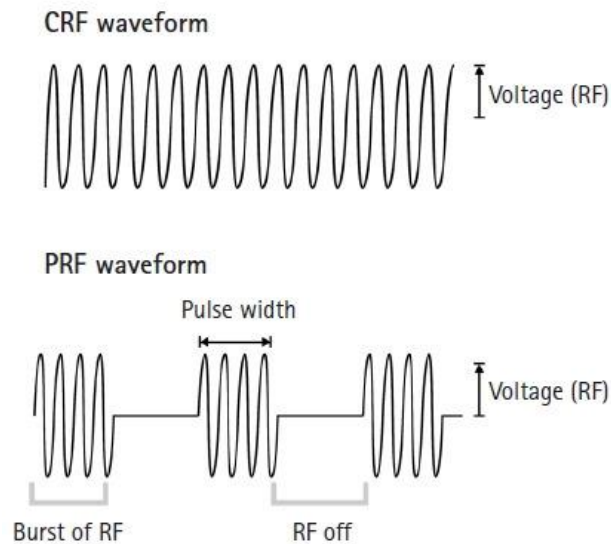 CRF waveform
Voltage (RF)
PRF waveform
Pulse width
Voltage (RF)
Burst of RF
RF off